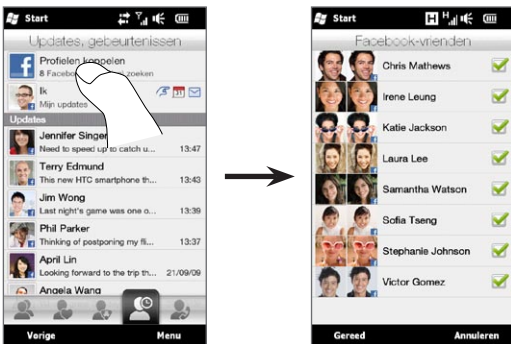 Start
Updates, gebeurtenissen
Profielen koppelen
8 Facebo zoeken
Ik
Mijn updates
31
Updates
Jennifer Singer
Need to speed up to catch u... 13:47
Terry Edmund
This new HTC smartphone th... 13:43
Jim Wong
Last night's game was one o... 13:39
Phil Parker
Thinking of postponing my fli... 13:37
April Lin
Looking forward to the trip th... 21/09/09
Angela Wang
Vorige Menu
Start H H
Facebook-vrienden
Chris Mathews
Irene Leung
Katie Jackson
Laura Lee
Samantha Watson
Sofia Tseng
Stephanie Johnson
Victor Gomez
Gereed Annuleren